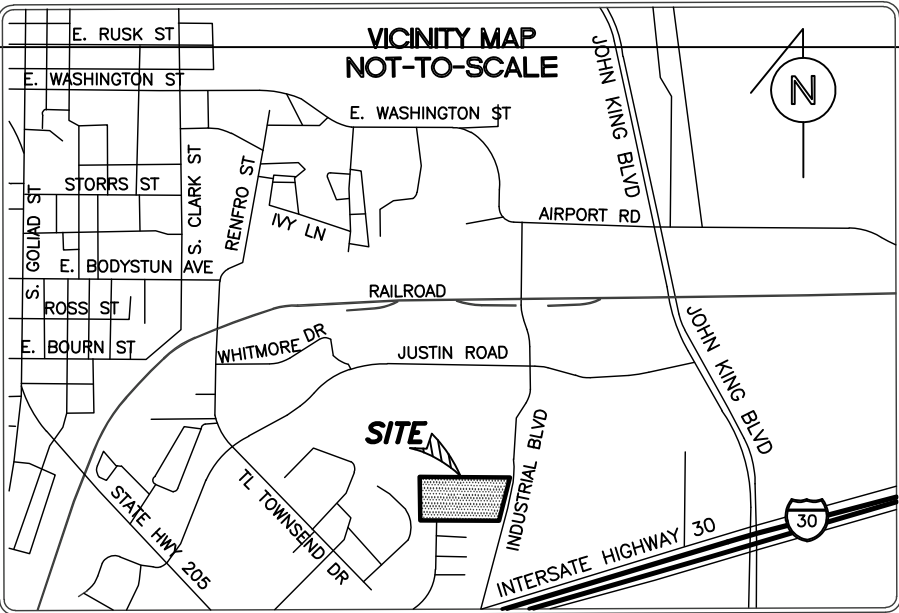 VICINITY MAP
NOT-TO-SCALE
E. RUSK ST
E. WASHINGTON ST
E. WASHINGTON ST
JOHN KING BLVD
N
STORRS ST
S. CLARK ST
RENFRO ST
S. GOLIAD ST
IVY LN
AIRPORT RD
E. BODYSTUN AVE
RAILROAD
ROSS ST
E. BOURN ST
WHITMORE DR
JUSTIN ROAD
JOHN KING BLVD
SITE
INDUSTRIAL BLVD
TL TOWNSEND DR
STATE HWY 205
INTERSATE HIGHWAY 30
30